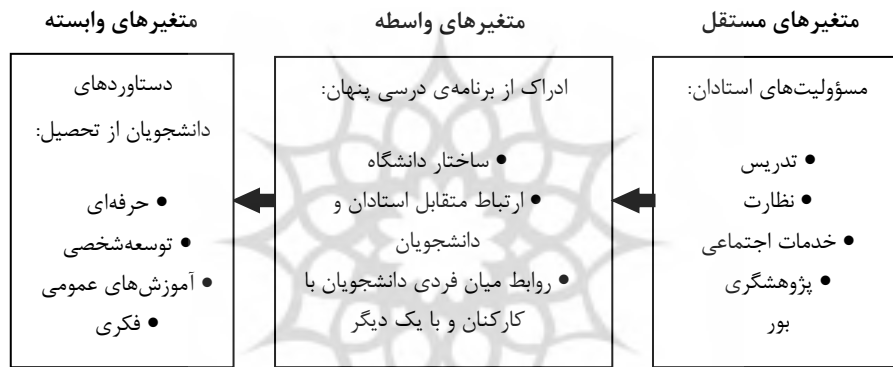 متغیرهای مستقل
مسؤولیت‌های استادان:
● تدریس
● نظارت
● خدمات اجتماعی
● پژوهشگری
بور
متغیرهای واسطه
ادراک از برنامه‌ی درسی پنهان:
● ساختار دانشگاه
● ارتباط متقابل استادان و
دانشجویان
● روابط میان فردی دانشجویان با
کارکنان و با یک دیگر
متغیرهای وابسته
دستاوردهای
دانشجویان از تحصیل:
● حرفه‌ای
● توسعه‌شخصی
● آموزش‌های عمومی
● فکری